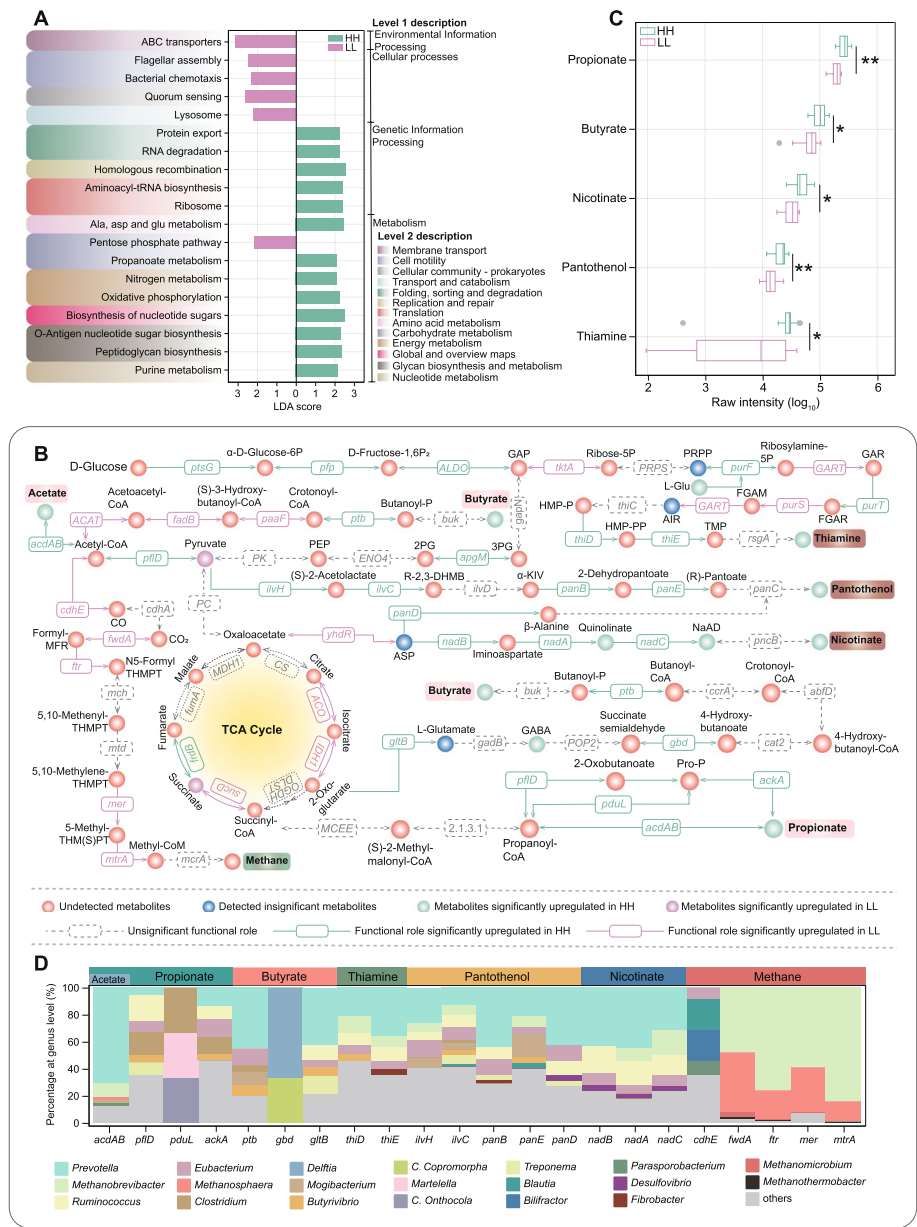 A
HH
LL
ABC transporters
Flagellar assembly
Bacterial chemotaxis
Quorum sensing
Lysosome
Protein export
RNA degradation
Homologous recombination
Aminoacyl-tRNA biosynthesis
Ribosome
Ala, asp and glu metabolism
Pentose phosphate pathway
Propanoate metabolism
Nitrogen metabolism
Oxidative phosphorylation
Biosynthesis of nucleotide sugars
O-Antigen nucleotide sugar biosynthesis
Peptidoglycan biosynthesis
Purine metabolism
3 2 1 0 1 2 3
LDA score
Level 1 description
Environmental Information
Processing
Cellular processes
Genetic Information
Processing
Metabolism
Level 2 description
Membrane transport
Cell motility
Cellular community - prokaryotes
Transport and catabolism
Folding, sorting and degradation
Replication and repair
Translation
Amino acid metabolism
Carbohydrate metabolism
Energy metabolism
Global and overview maps
Glycan biosynthesis and metabolism
Nucleotide metabolism
C
HH
LL
Propionate
**
Butyrate
*
Nicotinate
*
Pantothenol
**
Thiamine
*
2 3 4 5 6
Raw intensity (log10)
B
D-Glucose
ptsG
α-D-Glucose-6P
pfp
D-Fructose-1,6P₂
ALDO
GAP
tktA
Ribose-5P
PRPS
PRPP
purF
Ribosylamine-
5P
GART
GAR
L-Glu
Acetate
Acetoacetyl-
CoA
(S)-3-Hydroxy-
butanoyl-CoA
Crotonoyl-
CoA
Butanoyl-P
Butyrate
gapN
HMP-P
thiC
AIR
GART
FGAM
purS
FGAR
purT
ACAT
fadB
paaF
ptb
buk
acdAB
thiD
HMP-PP
thiE
TMP
rsgA
Thiamine
Acetyl-CoA
pflD
Pyruvate
PK
PEP
ENO4
2PG
apgM
3PG
ilvH
(S)-2-Acetolactate
ilvC
R-2,3-DHMB
ilvD
α-KIV
panB
2-Dehydropantoate
panE
(R)-Pantoate
panC
Pantothenol
PC
cdhE
CO
cdhA
CO₂
panD
β-Alanine
Formyl-
MFR
fwdA
Oxaloacetate
yhdR
ASP
nadB
Iminoaspartate
nadA
Quinolinate
nadC
NaAD
pncB
Nicotinate
ftr
N5-Formyl
THMPT
mch
5,10-Methenyl-
THMPT
mtd
5,10-Methylene-
THMPT
mer
5-Methyl-
THM(S)PT
mtrA
Methyl-CoM
mcrA
Methane
Malate
MDH1
CS
Citrate
ACO
Isocitrate
IDH1
2-Oxo-
glutarate
OGDH
DLST
Succinyl-
CoA
sucD
Succinate
frdB
Fumarate
fumA
TCA Cycle
Butyrate
buk
Butanoyl-P
ptb
Butanoyl-
CoA
ccrA
Crotonoyl-
CoA
abfD
gltB
L-Glutamate
gadB
GABA
POP2
Succinate
semialdehyde
gbd
4-Hydroxy-
butanoate
cat2
4-Hydroxy-
butanoyl-CoA
pflD
2-Oxobutanoate
Pro-P
ackA
pduL
acdAB
Propionate
MCEE
(S)-2-Methyl-
malonyl-CoA
2.1.3.1
Propanoyl-
CoA
Undetected metabolites
Detected insignificant metabolites
Metabolites significantly upregulated in HH
Metabolites significantly upregulated in LL
Unsignificant functional role
Functional role significantly upregulated in HH
Functional role significantly upregulated in LL
D
Acetate Propionate Butyrate Thiamine Pantothenol Nicotinate Methane
Percentage at genus level (%)
100
80
60
40
20
0
acdAB pflD pduL ackA ptb gbd gltB thiD thiE ilvH ilvC panB panE panD nadB nadA nadC cdhE fwdA ftr mer mtrA
Prevotella Eubacterium Delftia C. Copromorpha Treponema Parasporobacterium Methanomicrobium
Methanobrevibacter Methanosphaera Mogibacterium Martelella Blautia Desulfovibrio Methanothermobacter
Ruminococcus Clostridium Butyrivibrio C. Onthocola Bilifractor Fibrobacter others